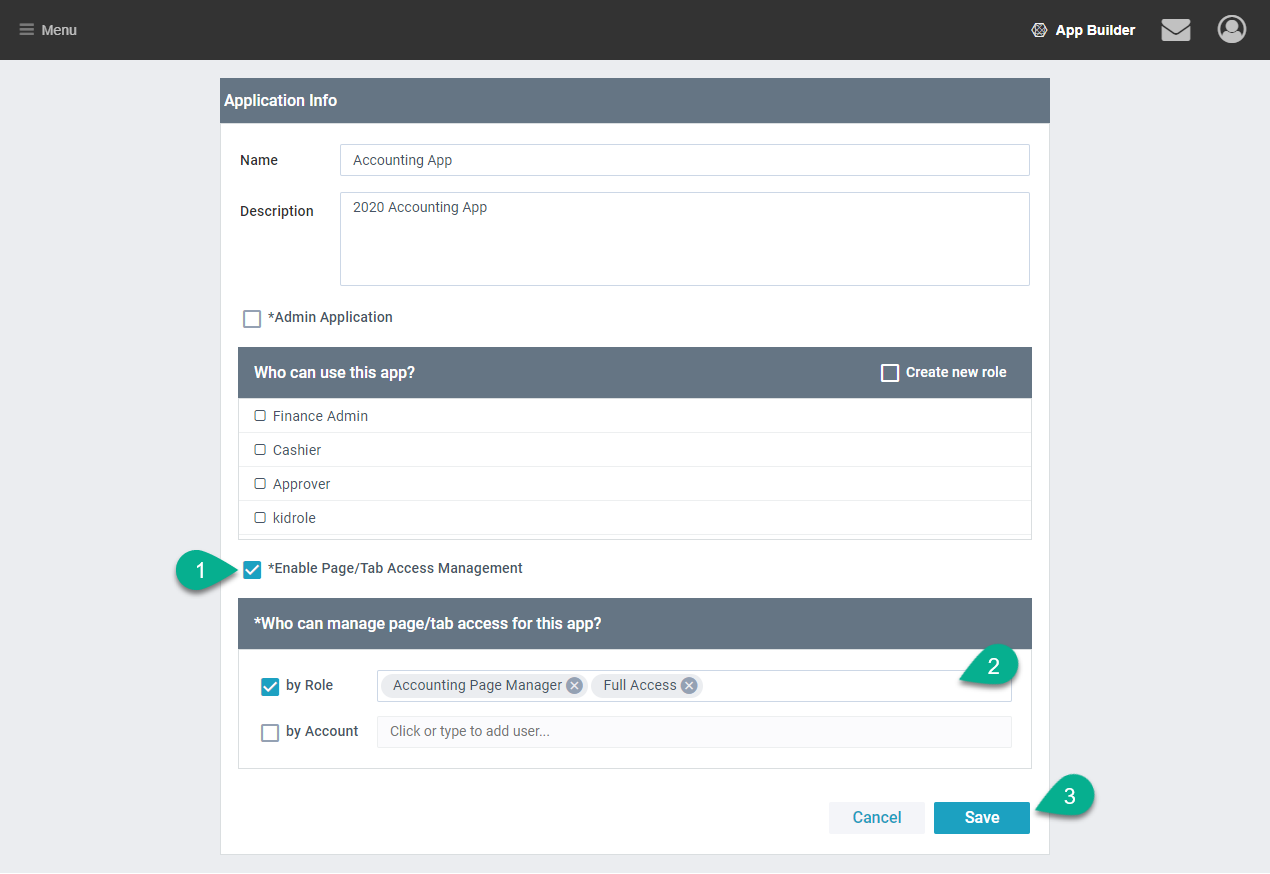 Menu
App Builder
Application Info
Name
Accounting App
Description
2020 Accounting App
*Admin Application
Who can use this app?
Create new role
Finance Admin
Cashier
Approver
kidrole
1
*Enable Page/Tab Access Management
*Who can manage page/tab access for this app?
2
by Role
Accounting Page Manager
Full Access
by Account
Click or type to add user...
3
Cancel
Save